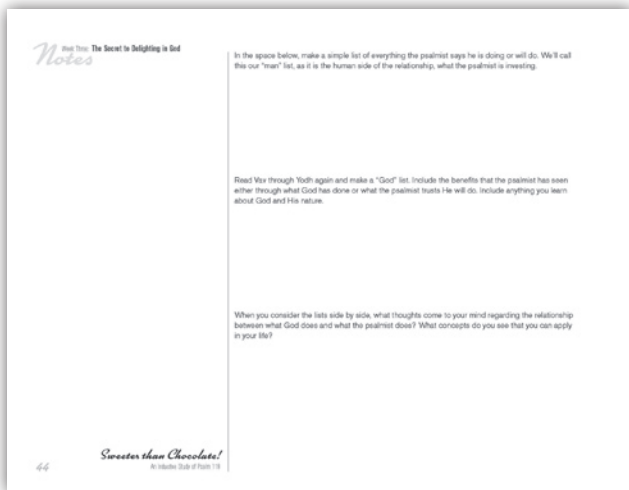 Notes
Week Three: The Secret to Delighting in God
In the space below, make a simple list of everything the psalmist says he is doing or will do. We'll call
this our "man" list, as it is the human side of the relationship, what the psalmist is investing.
Read Vav through Yodh again and make a "God" list. Include the benefits that the psalmist has seen
either through what God has done or what the psalmist trusts He will do. Include anything you learn
about God and His nature.
When you consider the lists side by side, what thoughts come to your mind regarding the relationship
between what God does and what the psalmist does? What concepts do you see that you can apply
in your life?
Sweeter than Chocolate!
An Inductive Study of Psalm 119
44